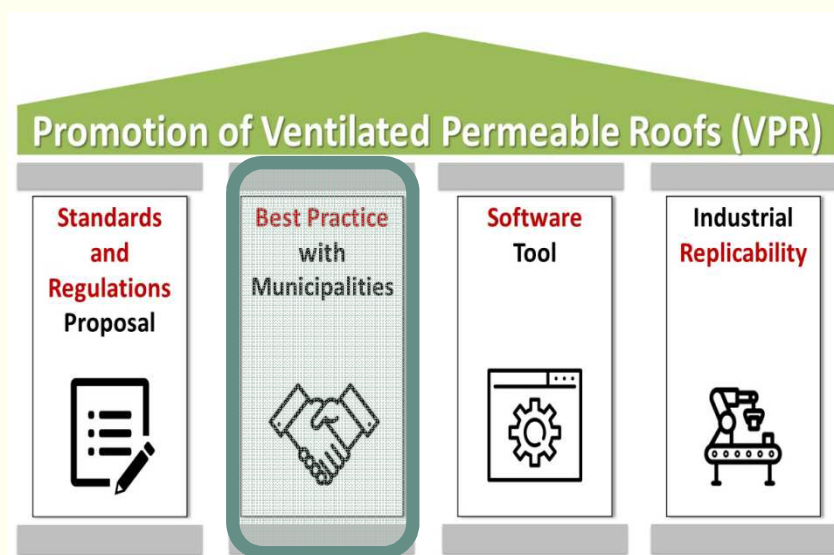 Promotion of Ventilated Permeable Roofs (VPR)
Standards
and
Regulations
Proposal
Best Practice
with
Municipalities
Software
Tool
Industrial
Replicability